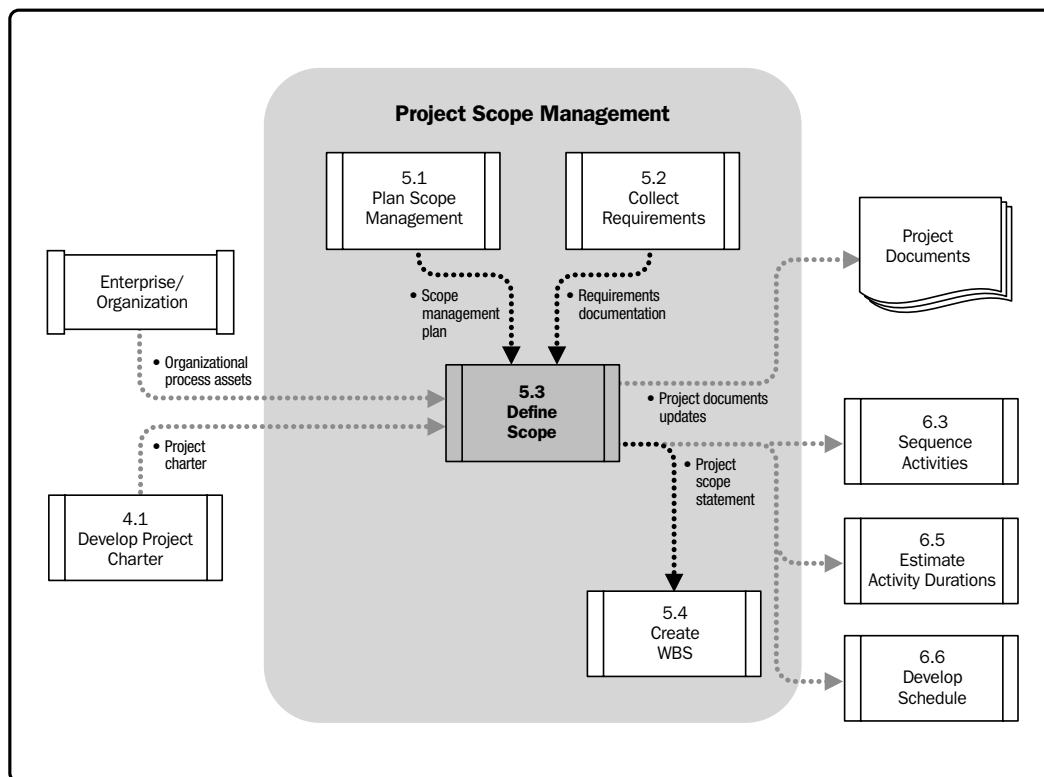 Project Scope Management
5.1
Plan Scope
Management
5.2
Collect
Requirements
Project
Documents
Enterprise/
Organization
• Scope
management
plan
• Requirements
documentation
• Organizational
process assets
5.3
Define
Scope
• Project documents
updates
6.3
Sequence
Activities
• Project
charter
• Project
scope
statement
4.1
Develop Project
Charter
6.5
Estimate
Activity Durations
5.4
Create
WBS
6.6
Develop
Schedule